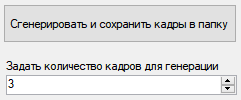 Сгенерировать и сохранить кадры в папку
Задать количество кадров для генерации
3